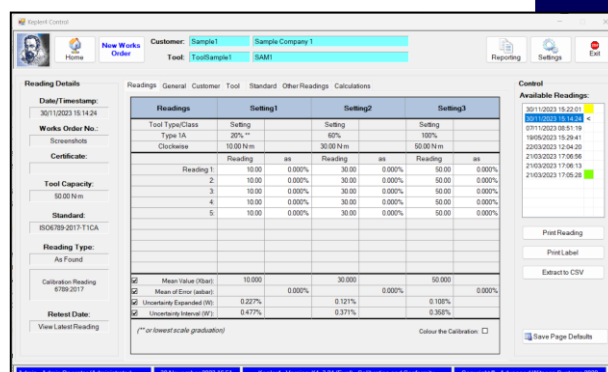 Kepler4 Control
Home
New Works Order
Customer: Sample1 Sample Company 1
Tool: ToolSample1 SAM1
Reporting
Settings
Exit
Reading Details
Date/Timestamp:
30/11/2023 15:14:24
Works Order No.:
Screenshots
Certificate:
Tool Capacity:
50.00 N·m
Standard:
ISO6789-2017-T1CA
Reading Type:
As Found
Calibration Reading
6789:2017
Retest Date:
View Latest Reading
Readings General Customer Tool Standard Other Readings Calculations
Readings Setting1 Setting2 Setting3
Tool Type/Class Setting Setting Setting
Type 1A 20% ** 60% 100%
Clockwise 10.00 N·m 30.00 N·m 50.00 N·m
Reading as Reading as Reading as
Reading 1: 10.00 0.000% 30.00 0.000% 50.00 0.000%
2: 10.00 0.000% 30.00 0.000% 50.00 0.000%
3: 10.00 0.000% 30.00 0.000% 50.00 0.000%
4: 10.00 0.000% 30.00 0.000% 50.00 0.000%
5: 10.00 0.000% 30.00 0.000% 50.00 0.000%
Mean Value (Xbar): 10.000 30.000 50.000
Mean of Error (asbar): 0.000% 0.000% 0.000%
Uncertainty Expanded (W): 0.227% 0.121% 0.108%
Uncertainty Interval (W'): 0.477% 0.371% 0.358%
(** or lowest scale graduation)
Colour the Calibration:
Control
Available Readings:
30/11/2023 15:22:01
30/11/2023 15:14:24 <
07/11/2023 08:51:19
19/05/2023 15:29:41
22/03/2023 12:04:20
21/03/2023 17:06:56
21/03/2023 17:06:13
21/03/2023 17:05:28
Print Reading
Print Label
Extract to CSV
Save Page Defaults